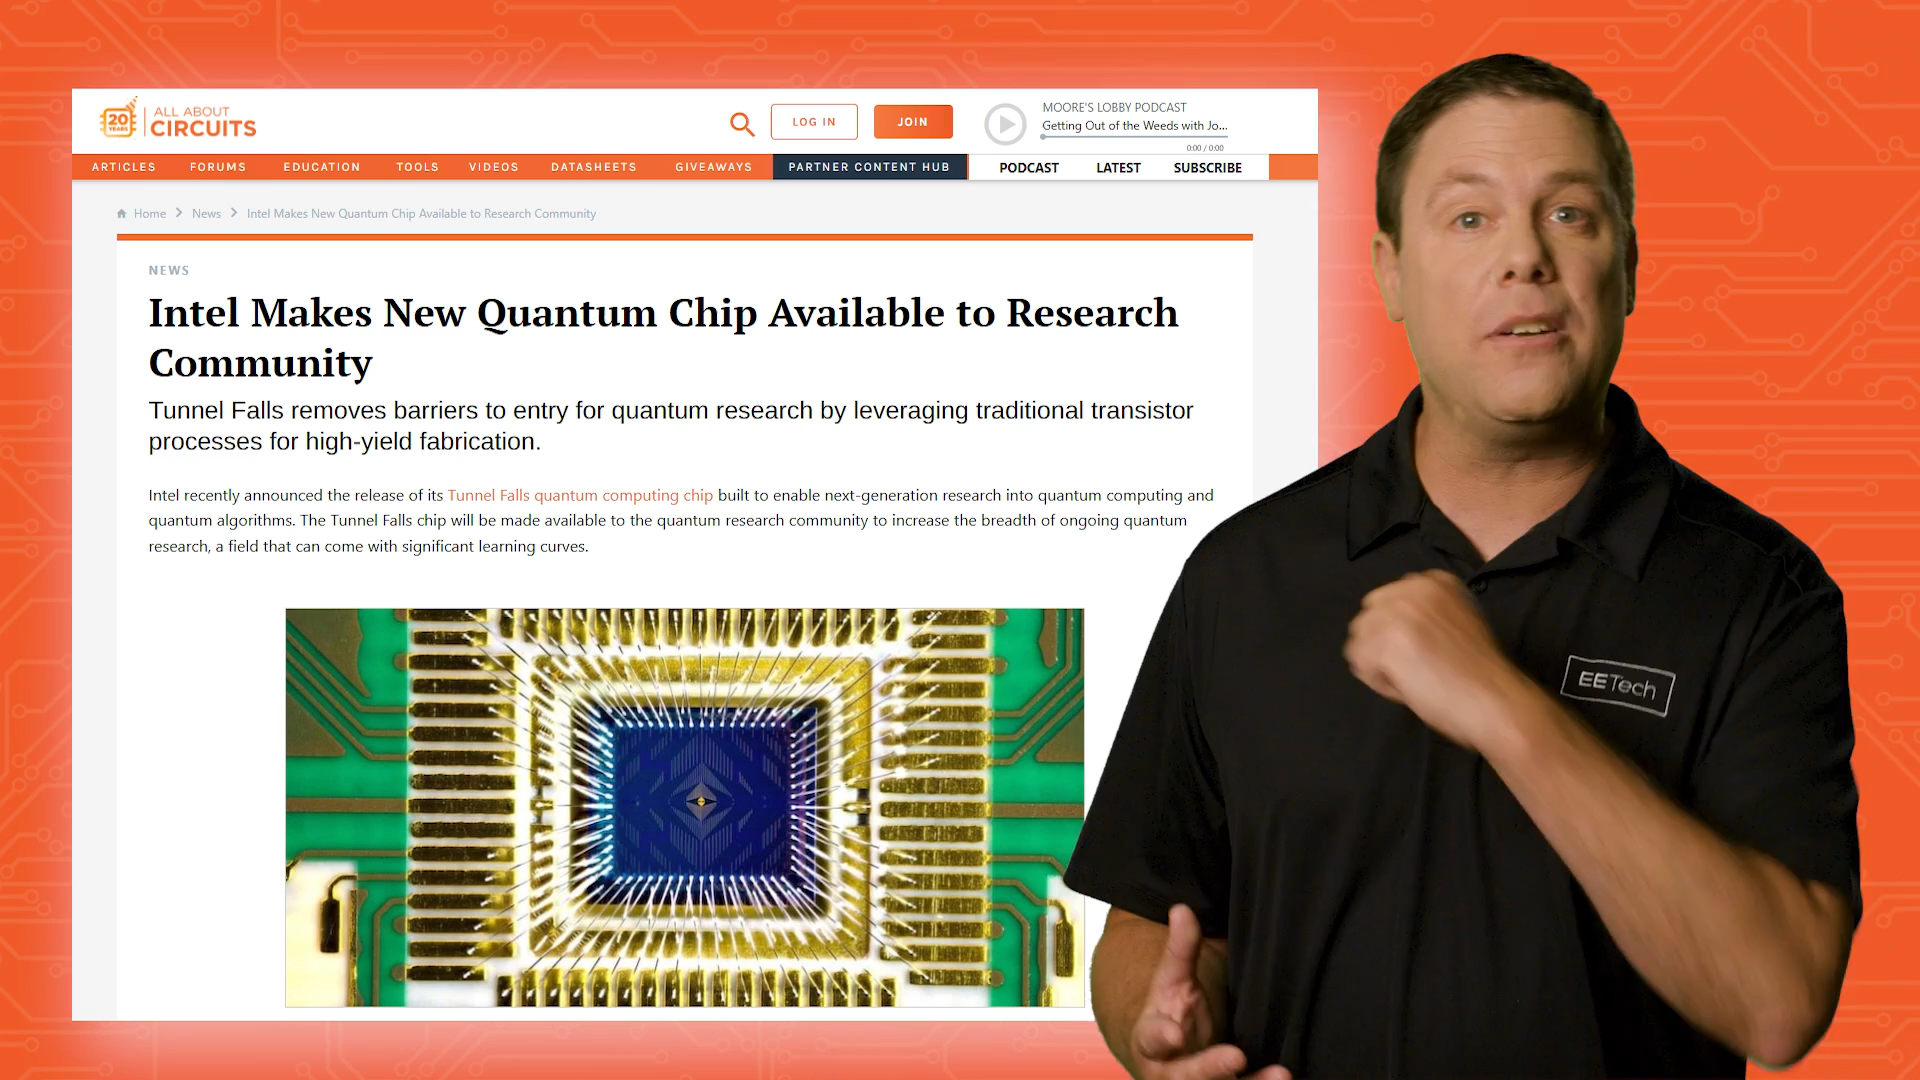 20
YEARS
ALL ABOUT
CIRCUITS
LOG IN
JOIN
MOORE'S LOBBY PODCAST
Getting Out of the Weeds with Jo...
0:00 / 0:00
ARTICLES FORUMS EDUCATION TOOLS VIDEOS DATASHEETS GIVEAWAYS PARTNER CONTENT HUB PODCAST LATEST SUBSCRIBE
Home > News > Intel Makes New Quantum Chip Available to Research Community
NEWS
Intel Makes New Quantum Chip Available to Research
Community
Tunnel Falls removes barriers to entry for quantum research by leveraging traditional transistor
processes for high-yield fabrication.
Intel recently announced the release of its Tunnel Falls quantum computing chip built to enable next-generation research into quantum computing and
quantum algorithms. The Tunnel Falls chip will be made available to the quantum research community to increase the breadth of ongoing quantum
research, a field that can come with significant learning curves.
EETech